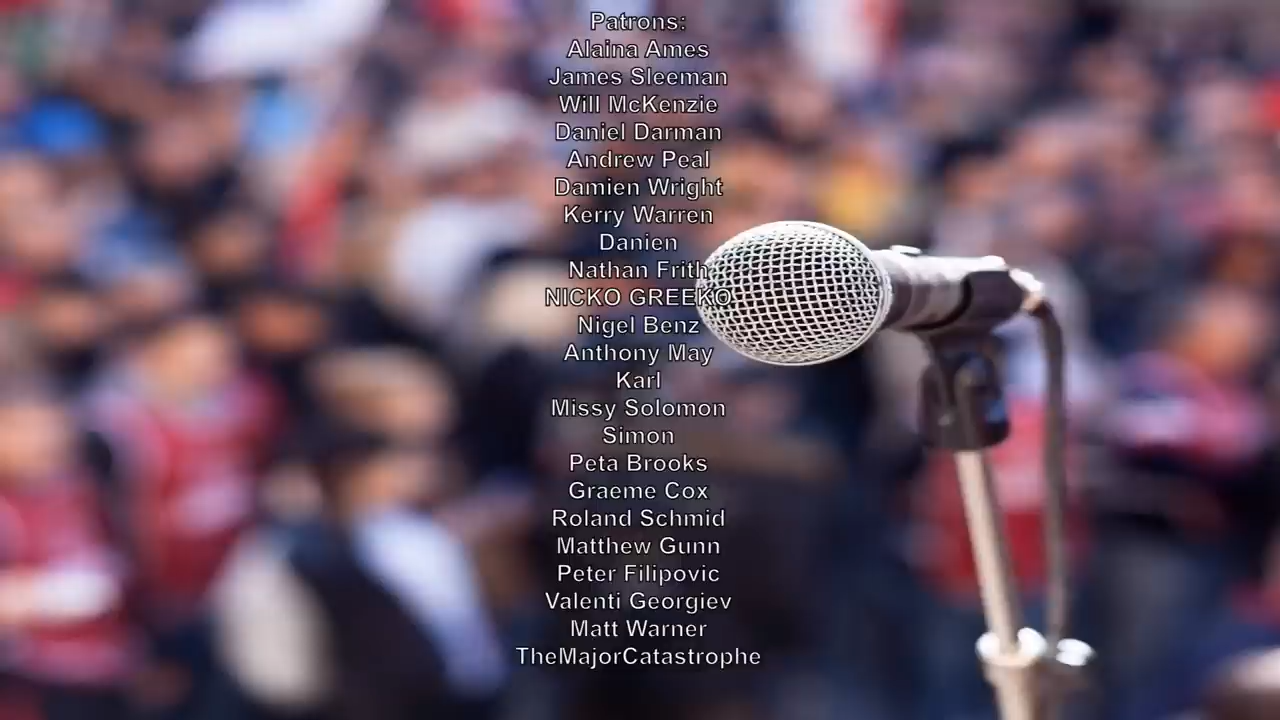 Patrons:
Alaina Ames
James Sleeman
Will McKenzie
Daniel Darman
Andrew Peal
Damien Wright
Kerry Warren
Danien
Nathan Frith
NICKO GREEKO
Nigel Benz
Anthony May
Karl
Missy Solomon
Simon
Peta Brooks
Graeme Cox
Roland Schmid
Matthew Gunn
Peter Filipovic
Valenti Georgiev
Matt Warner
TheMajorCatastrophe